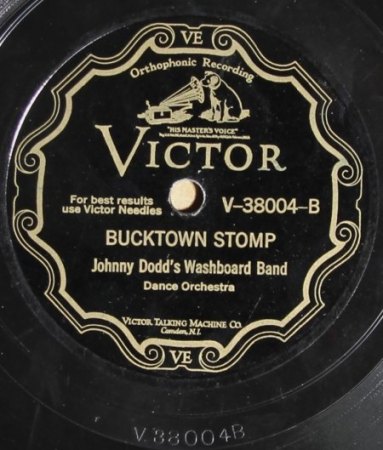 VE
Orthophonic Recording
"HIS MASTER'S VOICE"
VICTOR
For best results
use Victor Needles
V-38004-B
BUCKTOWN STOMP
Johnny Dodd's Washboard Band
Dance Orchestra
VICTOR TALKING MACHINE CO.
Camden, N.J.
VE
V38004B